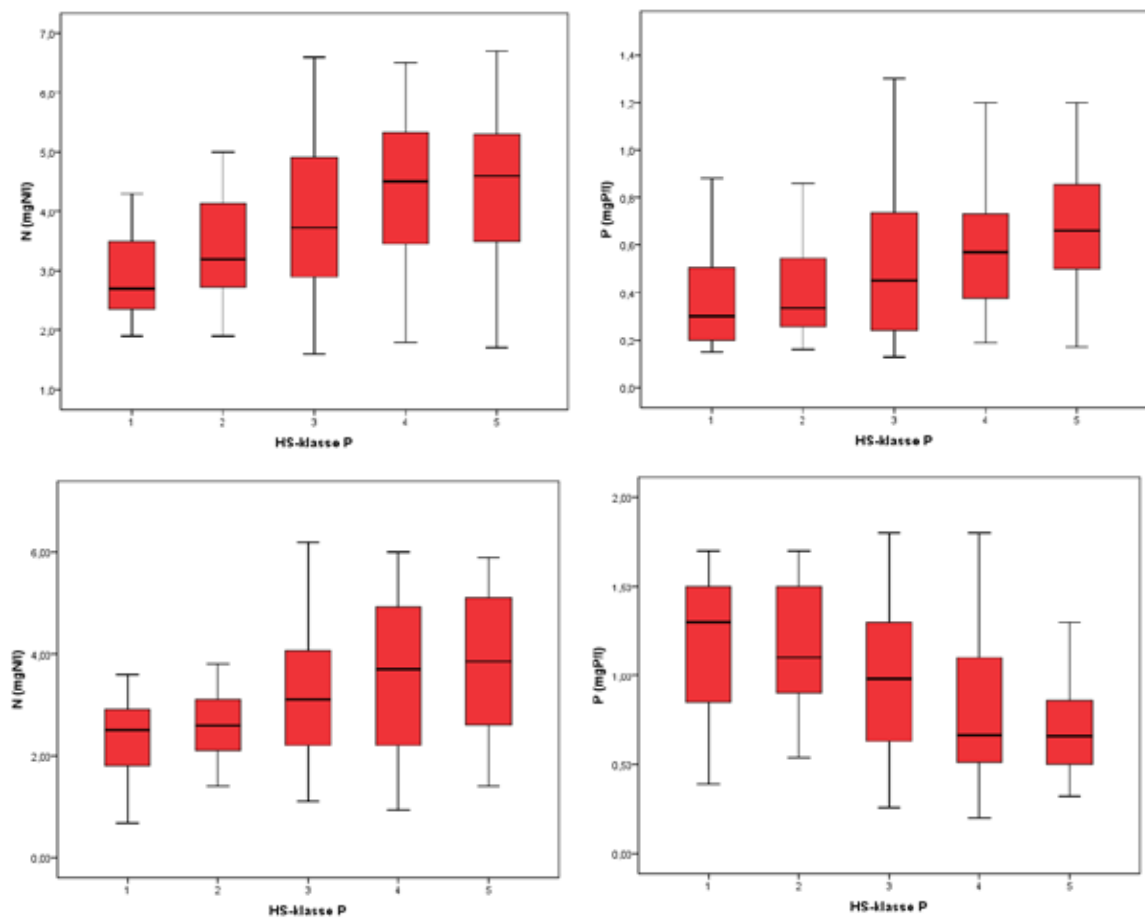 7,0
6,0
5,0
4,0
3,0
2,0
1,0
N (mgN/l)
1 2 3 4 5
HS-klasse P
1,4
1,2
1,0
0,8
0,6
0,4
0,2
0,0
P (mgP/l)
1 2 3 4 5
HS-klasse P
6,00
4,00
2,00
0,00
N (mgN/l)
1 2 3 4 5
HS-klasse P
2,00
1,50
1,00
0,50
0,00
P (mgP/l)
1 2 3 4 5
HS-klasse P